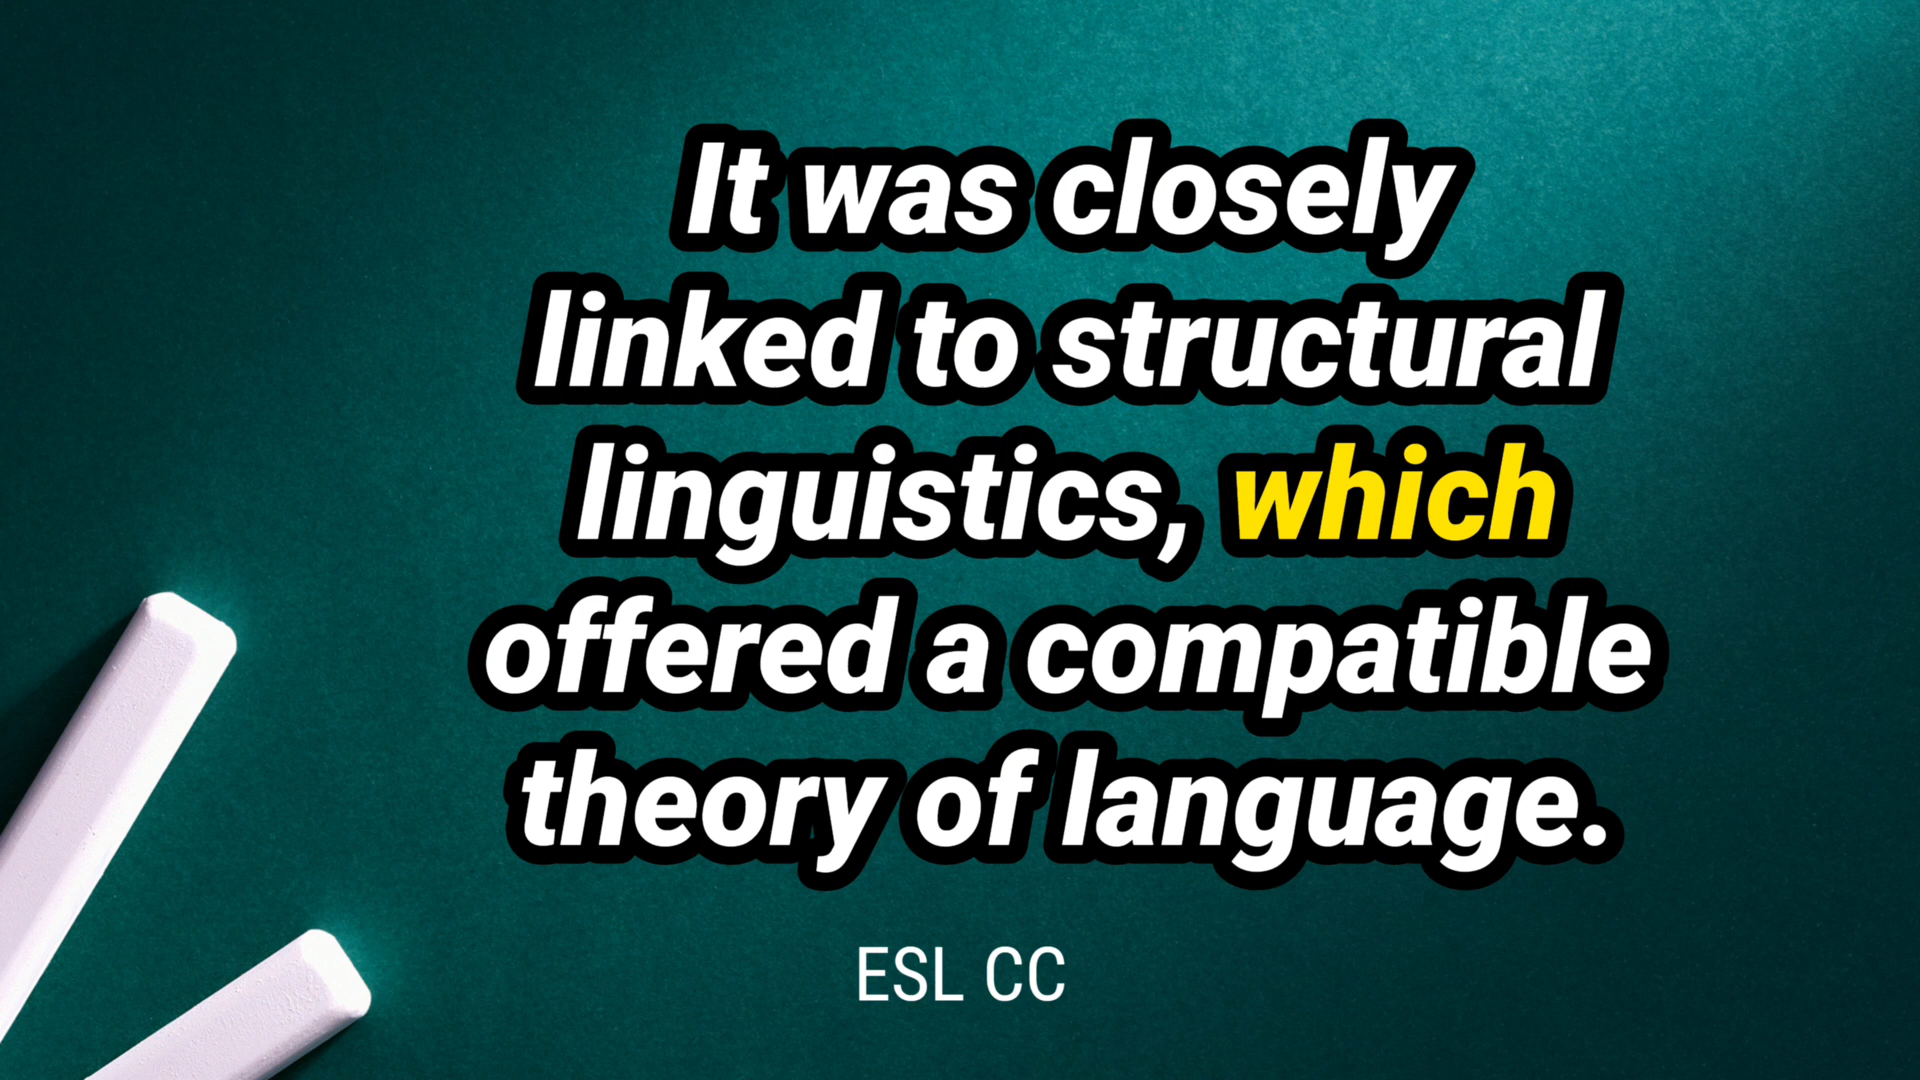 It was closely
linked to structural
linguistics, which
offered a compatible
theory of language.
ESL CC